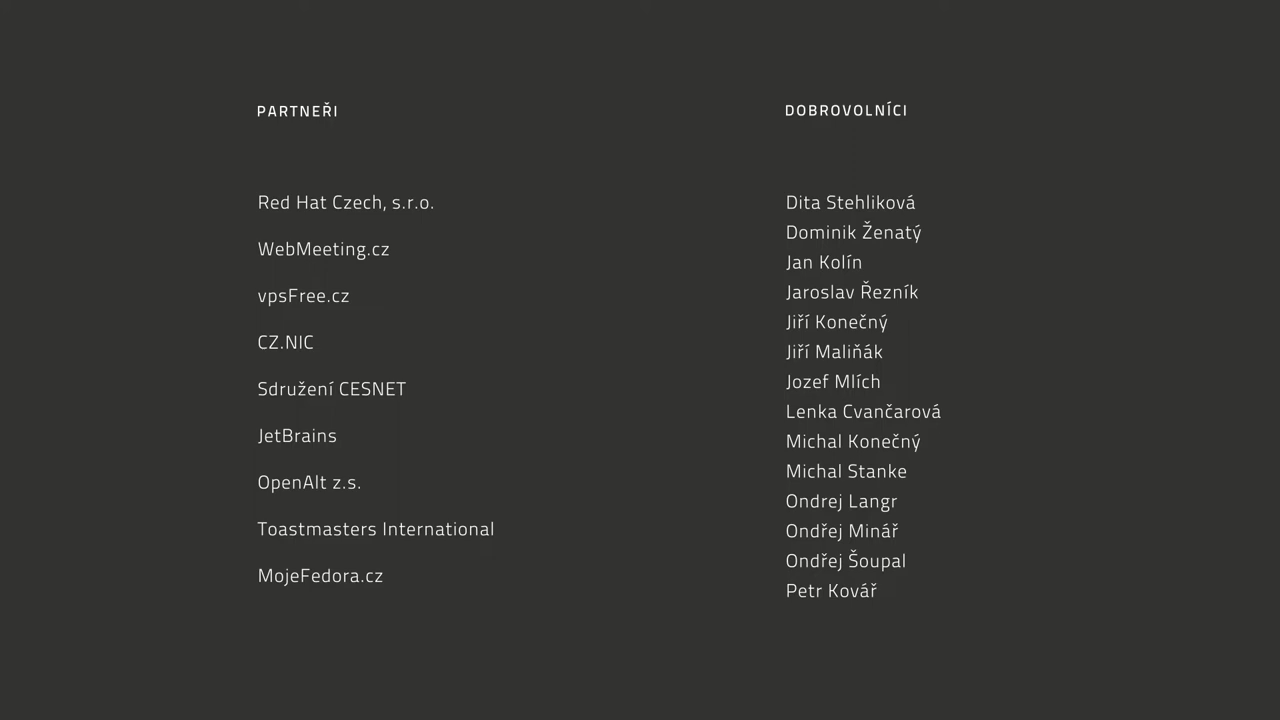 PARTNEŘI
Red Hat Czech, s.r.o.
WebMeeting.cz
vpsFree.cz
CZ.NIC
Sdružení CESNET
JetBrains
OpenAlt z.s.
Toastmasters International
MojeFedora.cz
DOBROVOLNÍCI
Dita Stehliková
Dominik Ženatý
Jan Kolín
Jaroslav Řezník
Jiří Konečný
Jiří Maliňák
Jozef Mlích
Lenka Cvančarová
Michal Konečný
Michal Stanke
Ondrej Langr
Ondřej Minář
Ondřej Šoupal
Petr Kovář